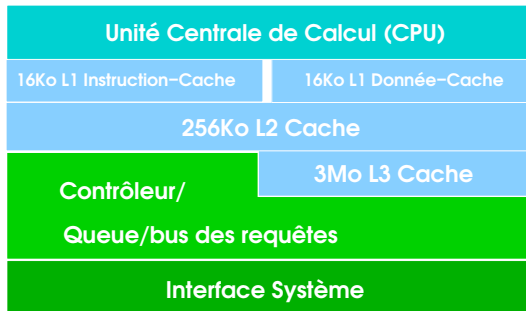 Unité Centrale de Calcul (CPU)
16Ko L1 Instruction-Cache
16Ko L1 Donnée-Cache
256Ko L2 Cache
3Mo L3 Cache
Contrôleur/
Queue/bus des requêtes
Interface Système